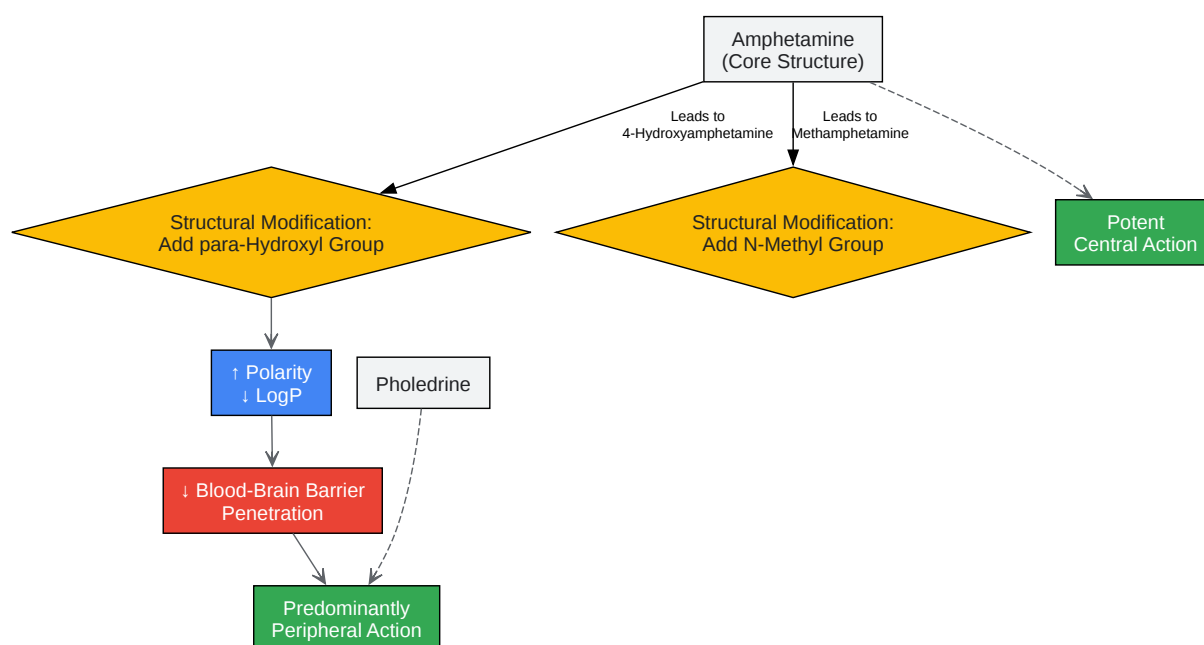 Amphetamine
(Core Structure)
Leads to
4-Hydroxyamphetamine
Leads to
Methamphetamine
Structural Modification:
Add para-Hydroxyl Group
Structural Modification:
Add N-Methyl Group
Potent
Central Action
↑ Polarity
↓ LogP
Pholedrine
↓ Blood-Brain Barrier
Penetration
Predominantly
Peripheral Action